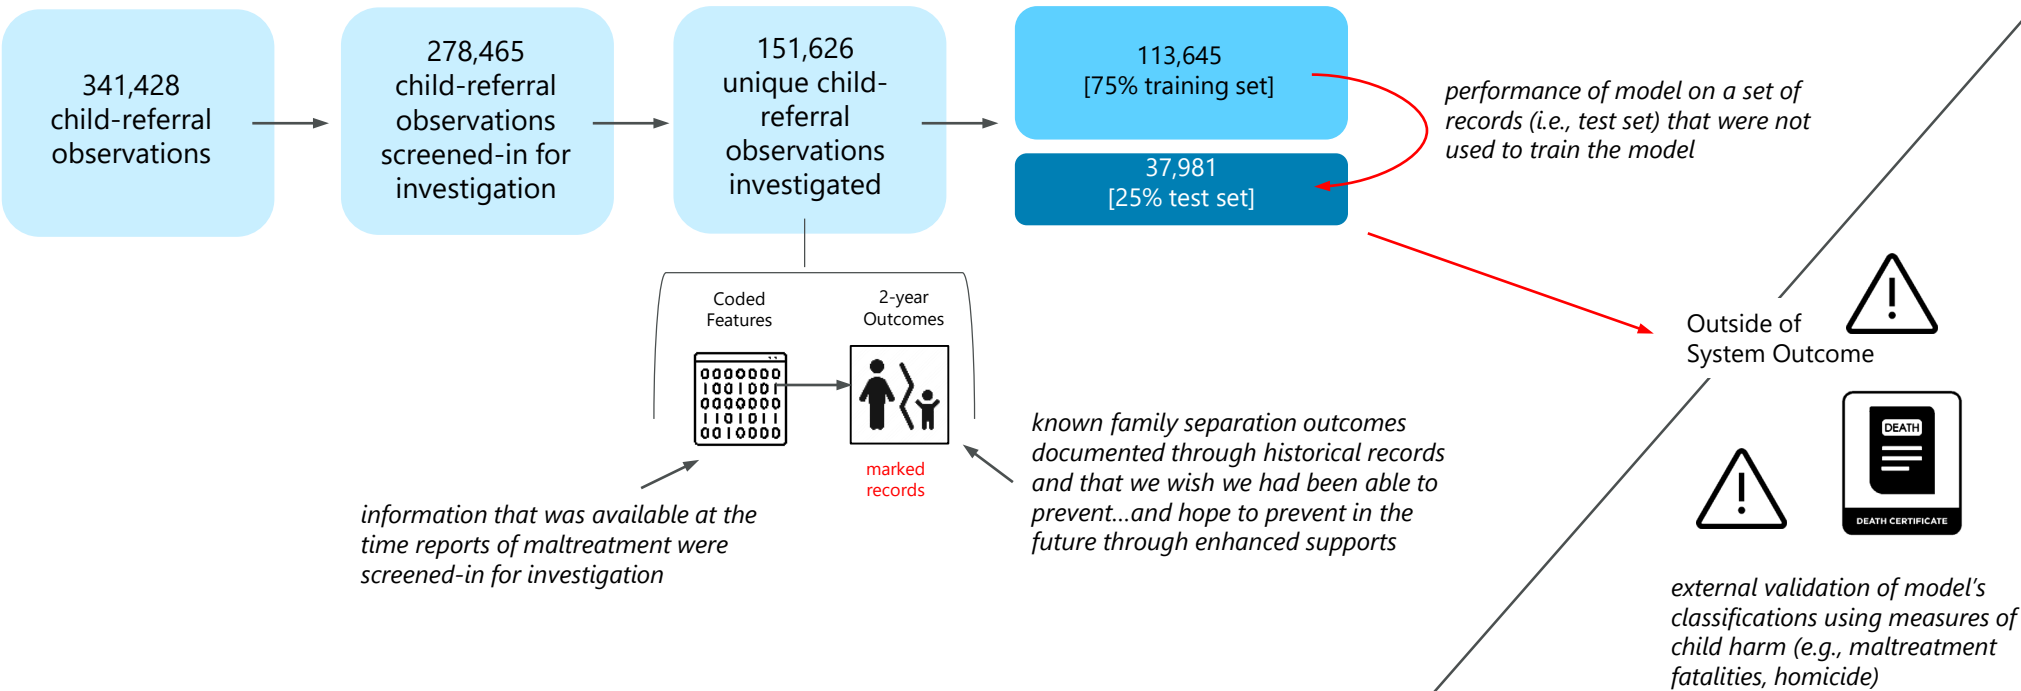 341,428
child-referral
observations
278,465
child-referral
observations
screened-in for
investigation
151,626
unique child-
referral
observations
investigated
113,645
[75% training set]
37,981
[25% test set]
performance of model on a set of
records (i.e., test set) that were not
used to train the model
Coded
Features
2-year
Outcomes
0000000
1001001
00000000
1101011
0010000
marked
records
information that was available at the
time reports of maltreatment were
screened-in for investigation
known family separation outcomes
documented through historical records
and that we wish we had been able to
prevent...and hope to prevent in the
future through enhanced supports
Outside of
System Outcome
DEATH
DEATH CERTIFICATE
external validation of model's
classifications using measures of
child harm (e.g., maltreatment
fatalities, homicide)